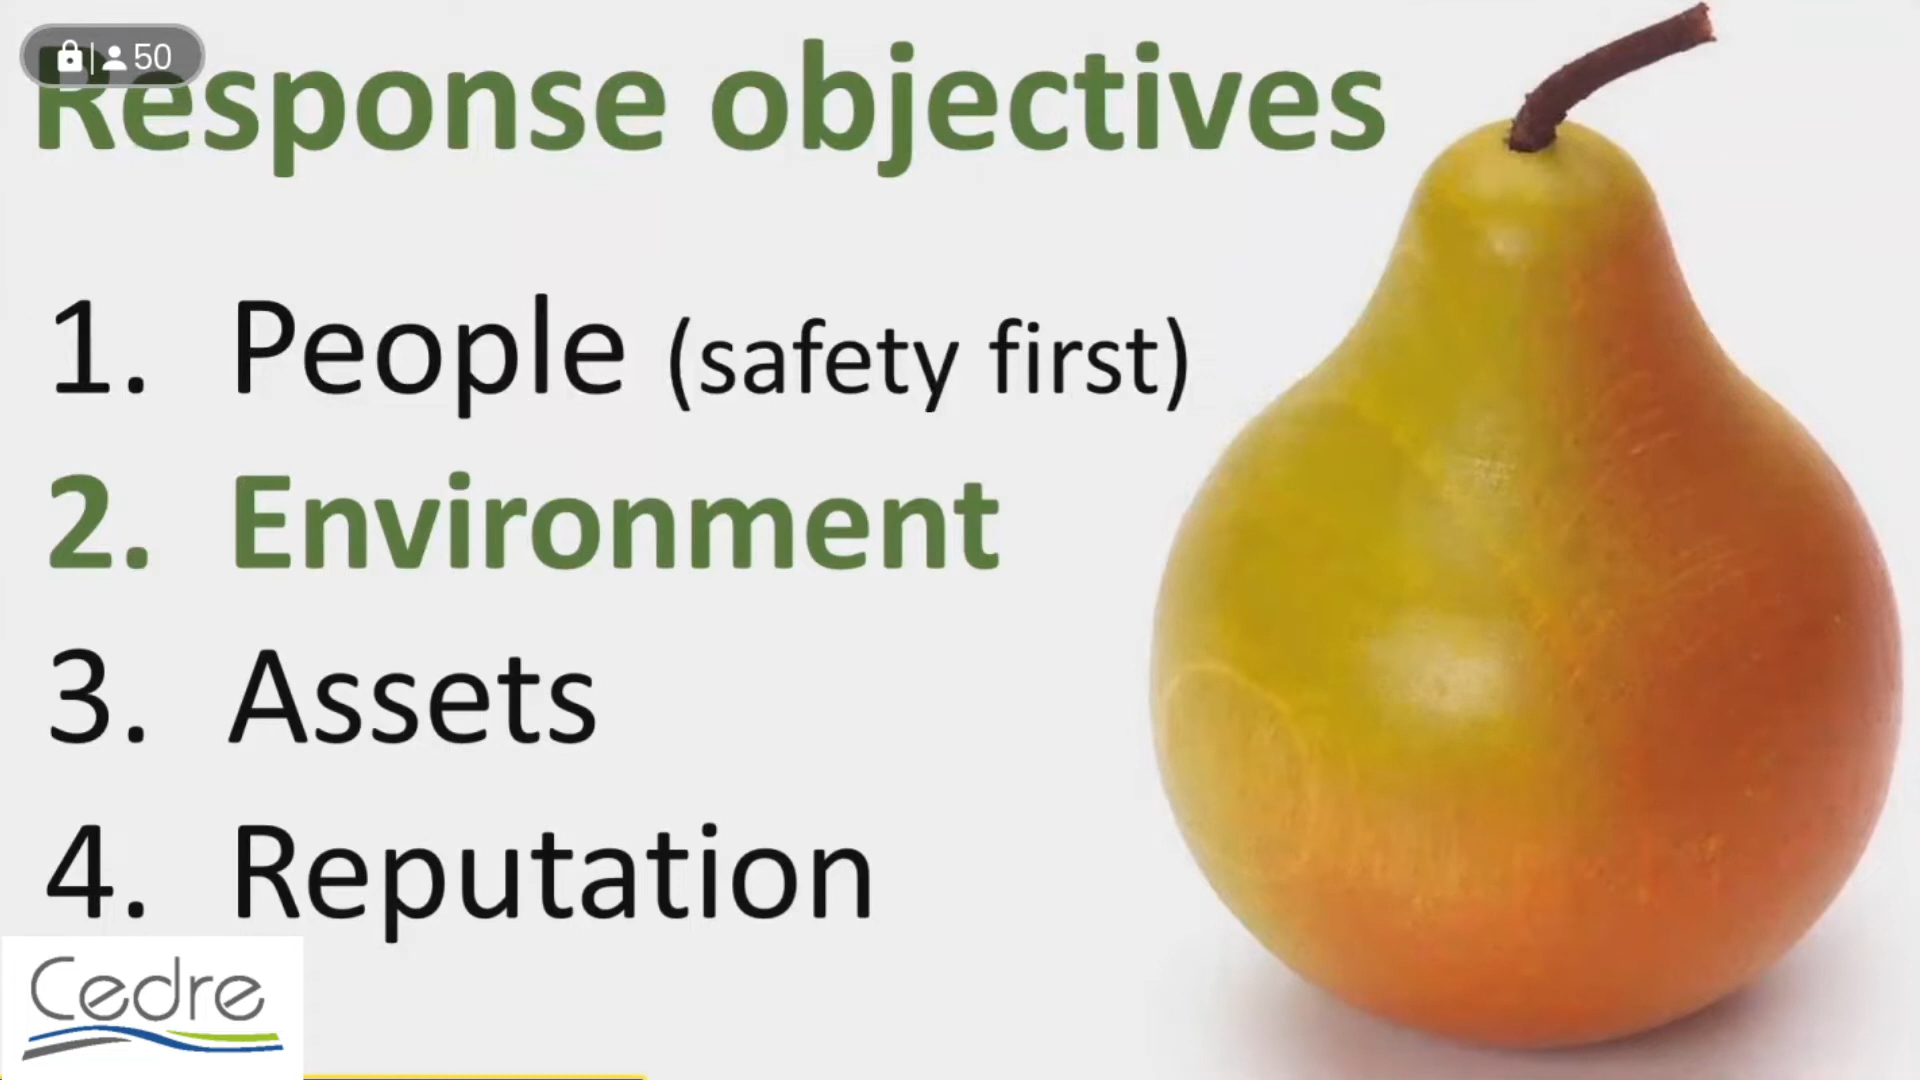 50
Response objectives
1. People (safety first)
2. Environment
3. Assets
4. Reputation
Cedre